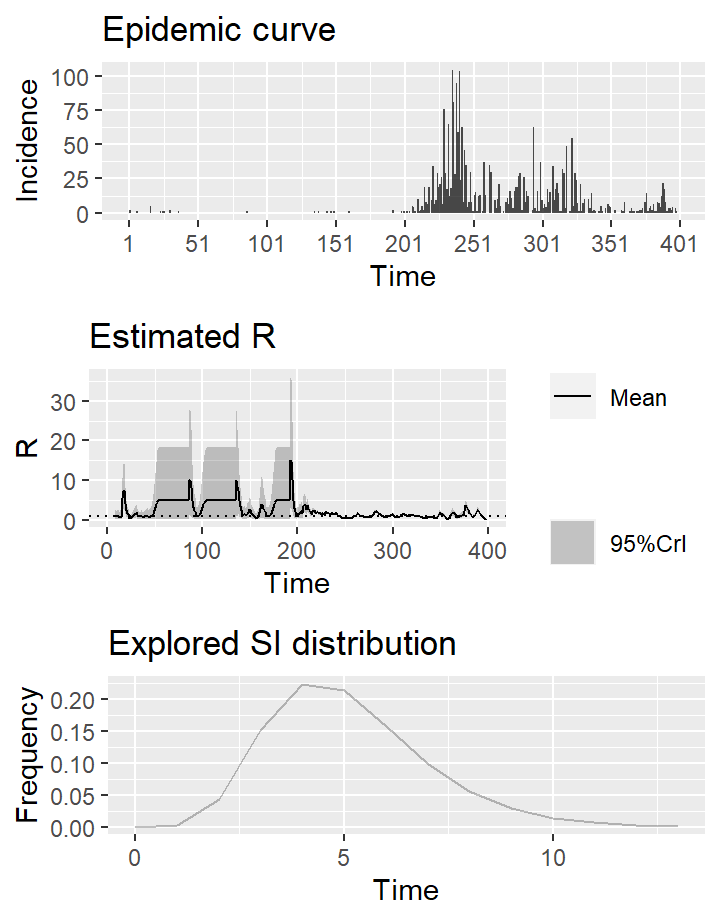 Epidemic curve
Incidence
100
75
50
25
0
1 51 101 151 201 251 301 351 401
Time
Estimated R
R
30
20
10
0
0 100 200 300 400
Time
Mean
95%CrI
Explored SI distribution
Frequency
0.20
0.15
0.10
0.05
0.00
0 5 10
Time